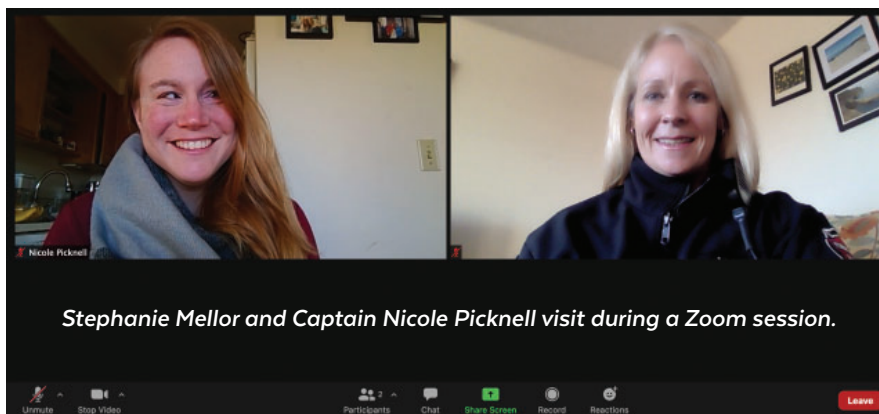 Nicole Picknell
Stephanie Mellor and Captain Nicole Picknell visit during a Zoom session.
Unmute
Stop Video
2
Participants
Chat
Share Screen
Record
Reactions
Leave